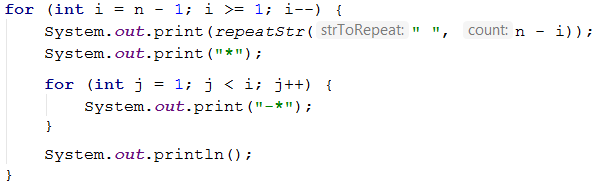 for (int i = n - 1; i >= 1; i--) {
    System.out.print(repeatStr( strToRepeat: " ", count: n - i));
    System.out.print("*");
    for (int j = 1; j < i; j++) {
        System.out.print("-*");
    }
    System.out.println();
}